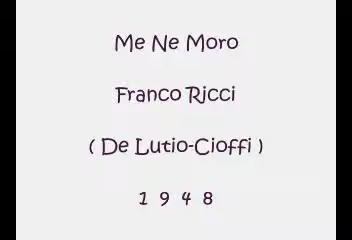 Me Ne Moro
Franco Ricci
( De Lutio-Cioffi )
1 9 4 8